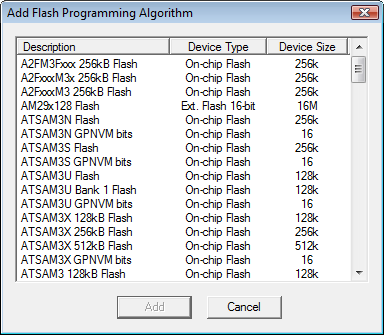 Add Flash Programming Algorithm
Description Device Type Device Size
A2FM3Fxxx 256kB Flash On-chip Flash 256k
A2FxxxM3x 256kB Flash On-chip Flash 256k
A2FxxxM3 256kB Flash On-chip Flash 256k
AM29x128 Flash Ext. Flash 16-bit 16M
ATSAM3N Flash On-chip Flash 256k
ATSAM3N GPNVM bits On-chip Flash 16
ATSAM3S Flash On-chip Flash 256k
ATSAM3S GPNVM bits On-chip Flash 16
ATSAM3U Flash On-chip Flash 128k
ATSAM3U Bank 1 Flash On-chip Flash 128k
ATSAM3U GPNVM bits On-chip Flash 16
ATSAM3X 128kB Flash On-chip Flash 128k
ATSAM3X 256kB Flash On-chip Flash 256k
ATSAM3X 512kB Flash On-chip Flash 512k
ATSAM3X GPNVM bits On-chip Flash 16
ATSAM3 128kB Flash On-chip Flash 128k
Add Cancel